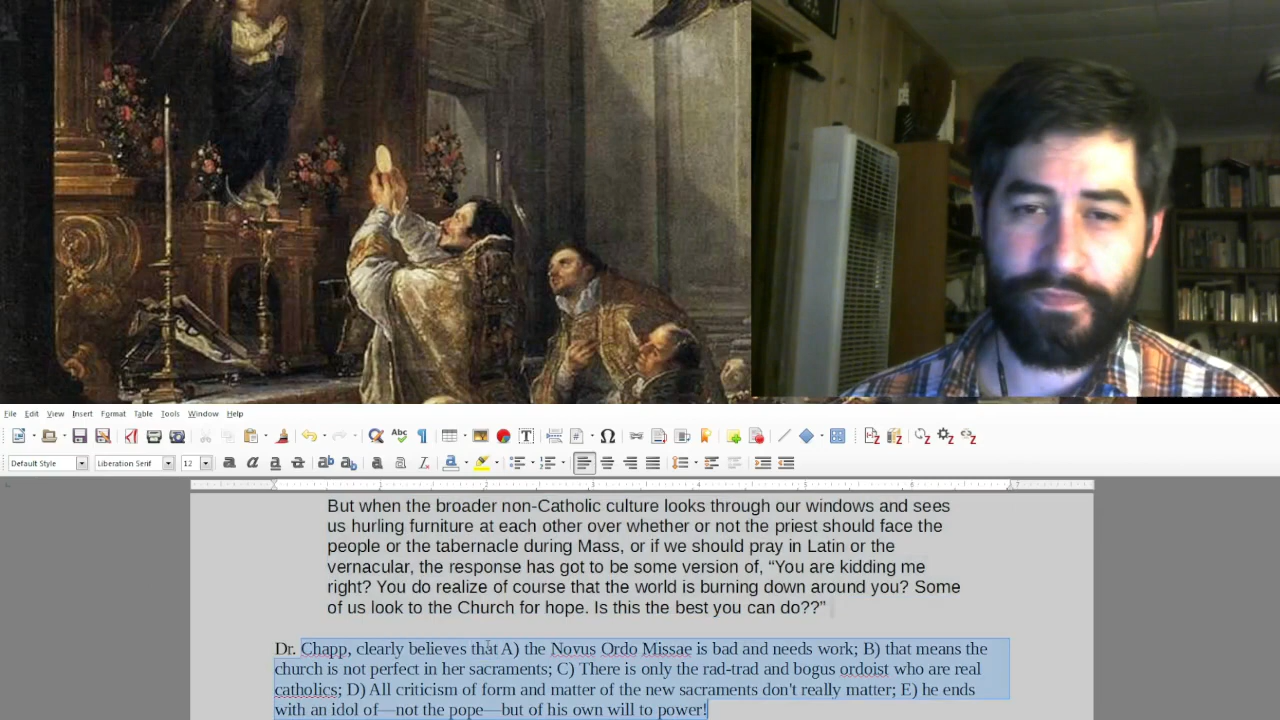 File Edit View Insert Format Table Tools Window Help
Default Style Liberation Serif 12
1 2 3 4 5 6 7
But when the broader non-Catholic culture looks through our windows and sees
us hurling furniture at each other over whether or not the priest should face the
people or the tabernacle during Mass, or if we should pray in Latin or the
vernacular, the response has got to be some version of, “You are kidding me
right? You do realize of course that the world is burning down around you? Some
of us look to the Church for hope. Is this the best you can do??”
Dr. Chapp, clearly believes that A) the Novus Ordo Missae is bad and needs work; B) that means the
church is not perfect in her sacraments; C) There is only the rad-trad and bogus ordoist who are real
catholics; D) All criticism of form and matter of the new sacraments don't really matter; E) he ends
with an idol of—not the pope—but of his own will to power!